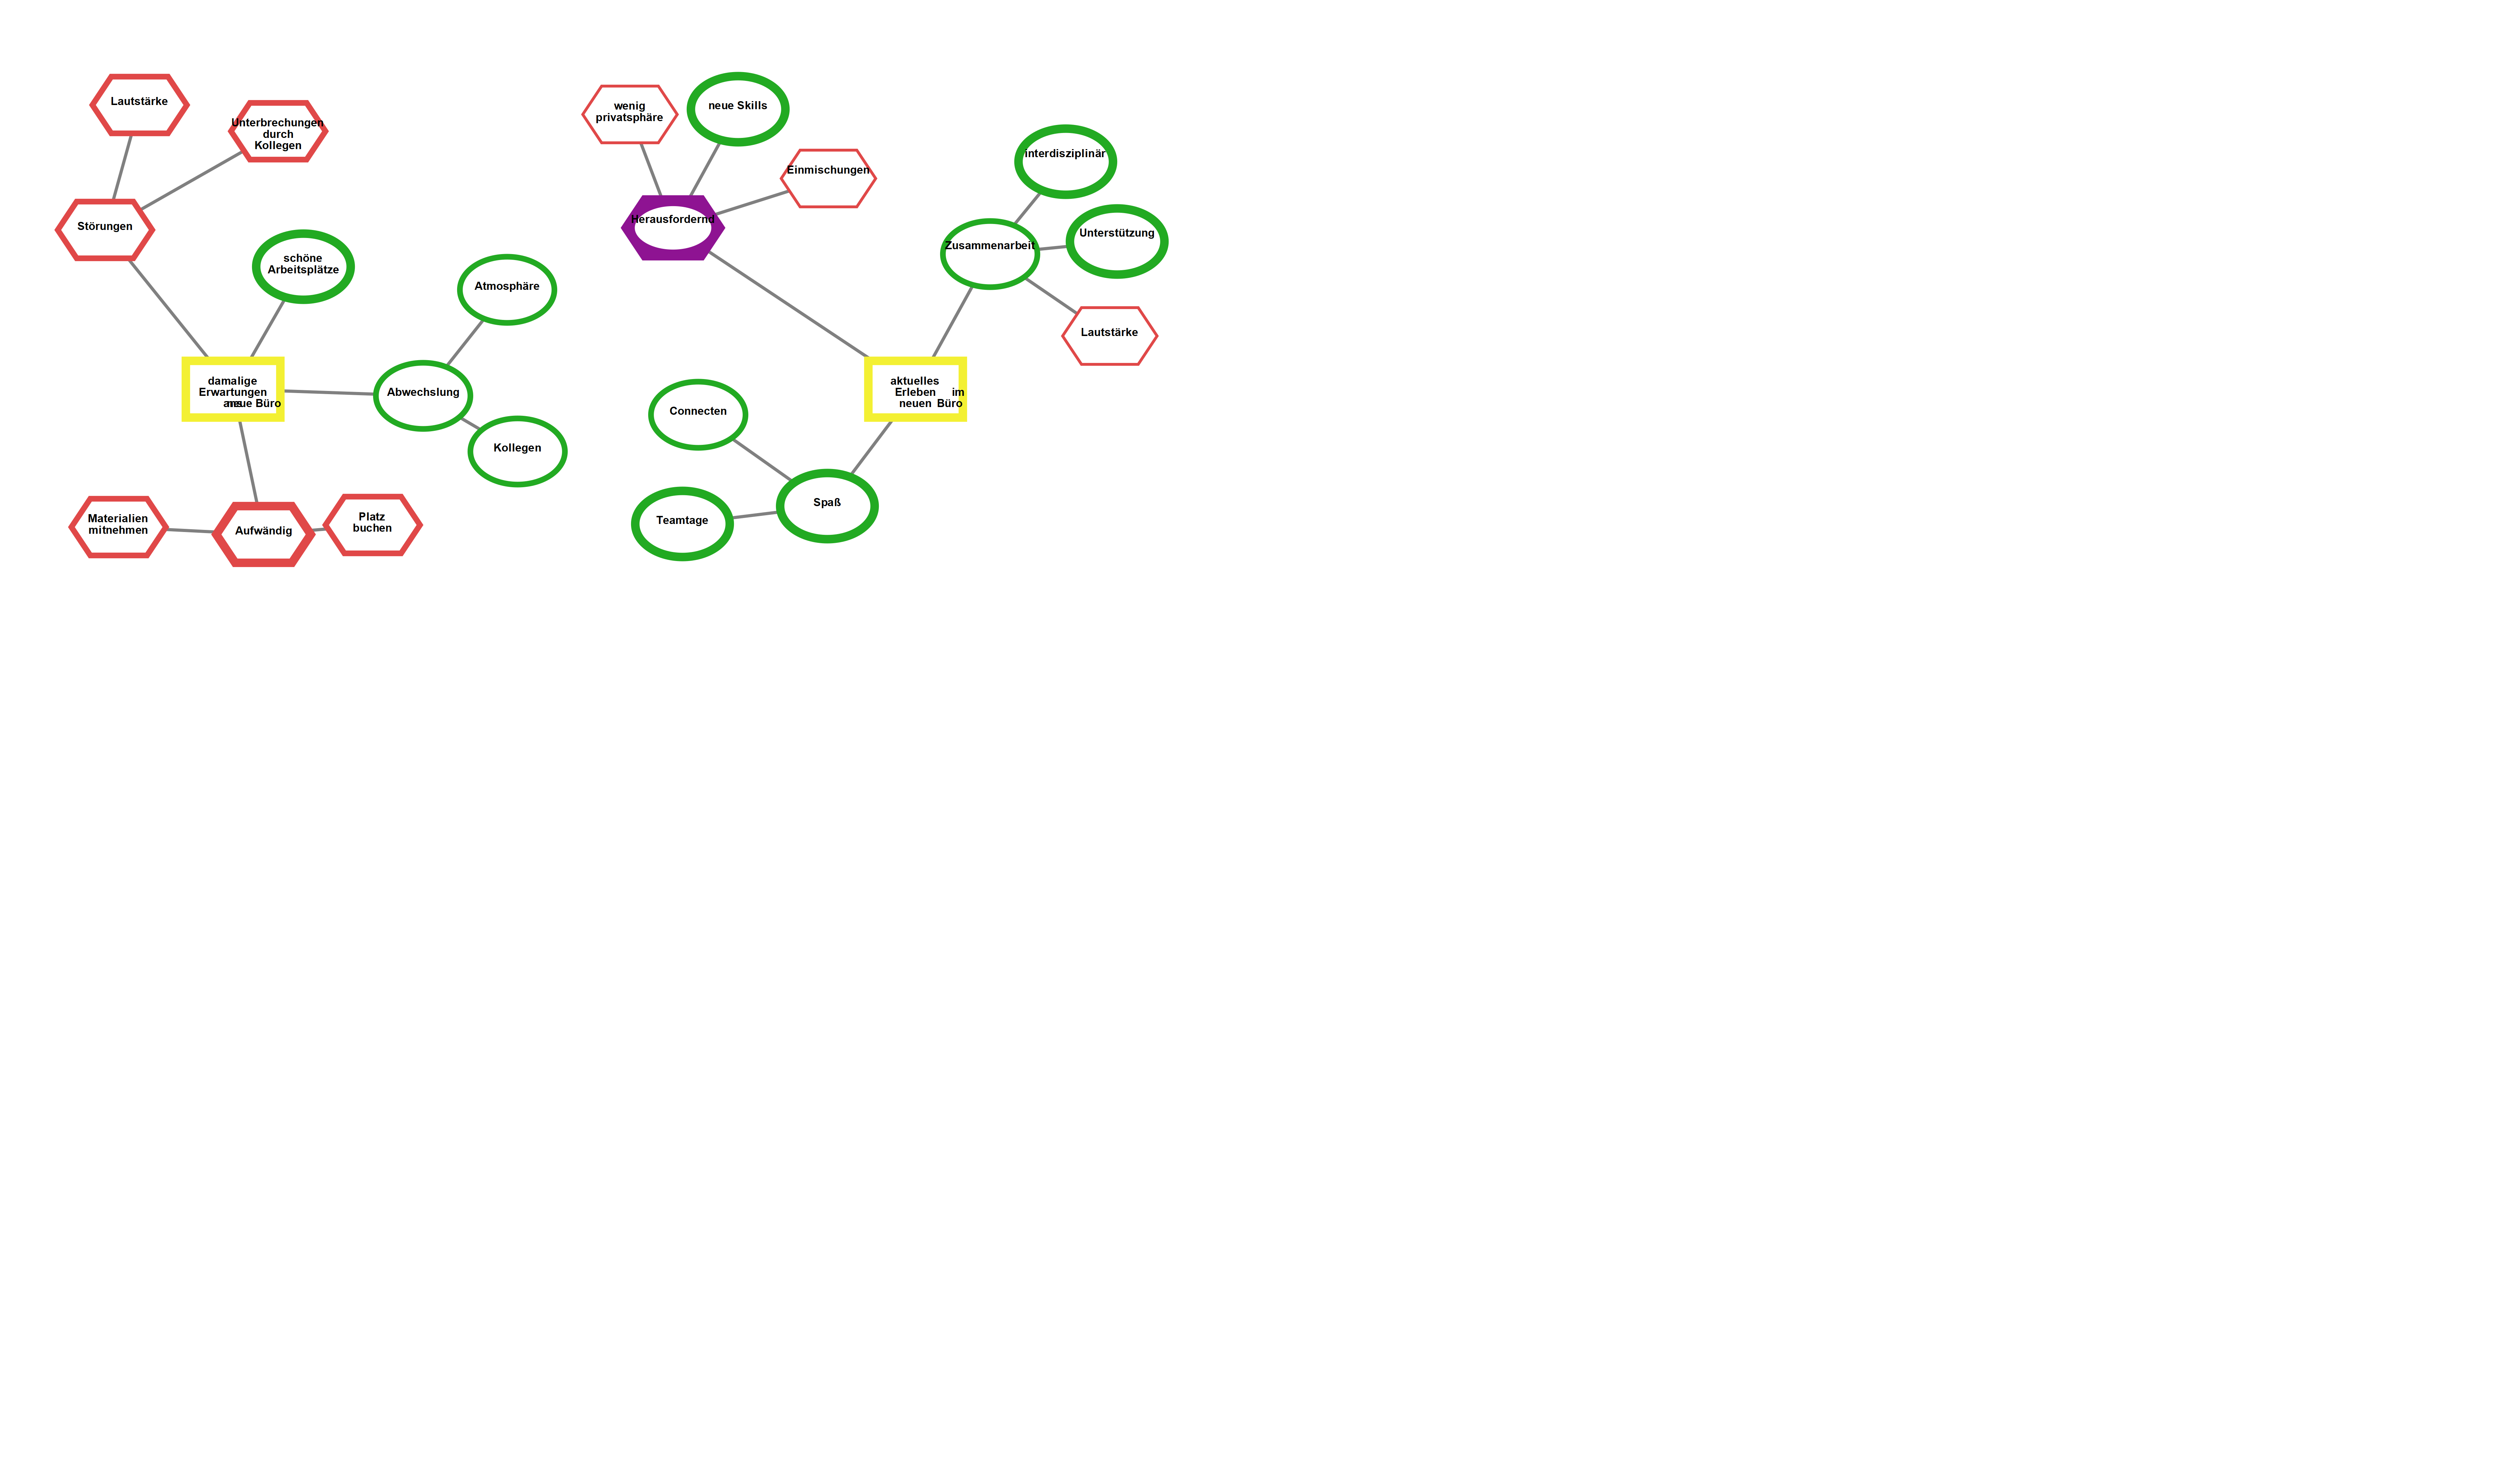 Lautstärke
Unterbrechungen
durch
Kollegen
Störungen
schöne
Arbeitsplätze
Atmosphäre
damalige
Erwartungen
ans neue Büro
Abwechslung
Kollegen
Materialien
mitnehmen
Aufwändig
Platz
buchen
wenig
privatsphäre
neue Skills
Einmischungen
Herausfordernd
interdisziplinär
Unterstützung
Zusammenarbeit
Lautstärke
aktuelles
Erleben im
neuen Büro
Connecten
Spaß
Teamtage